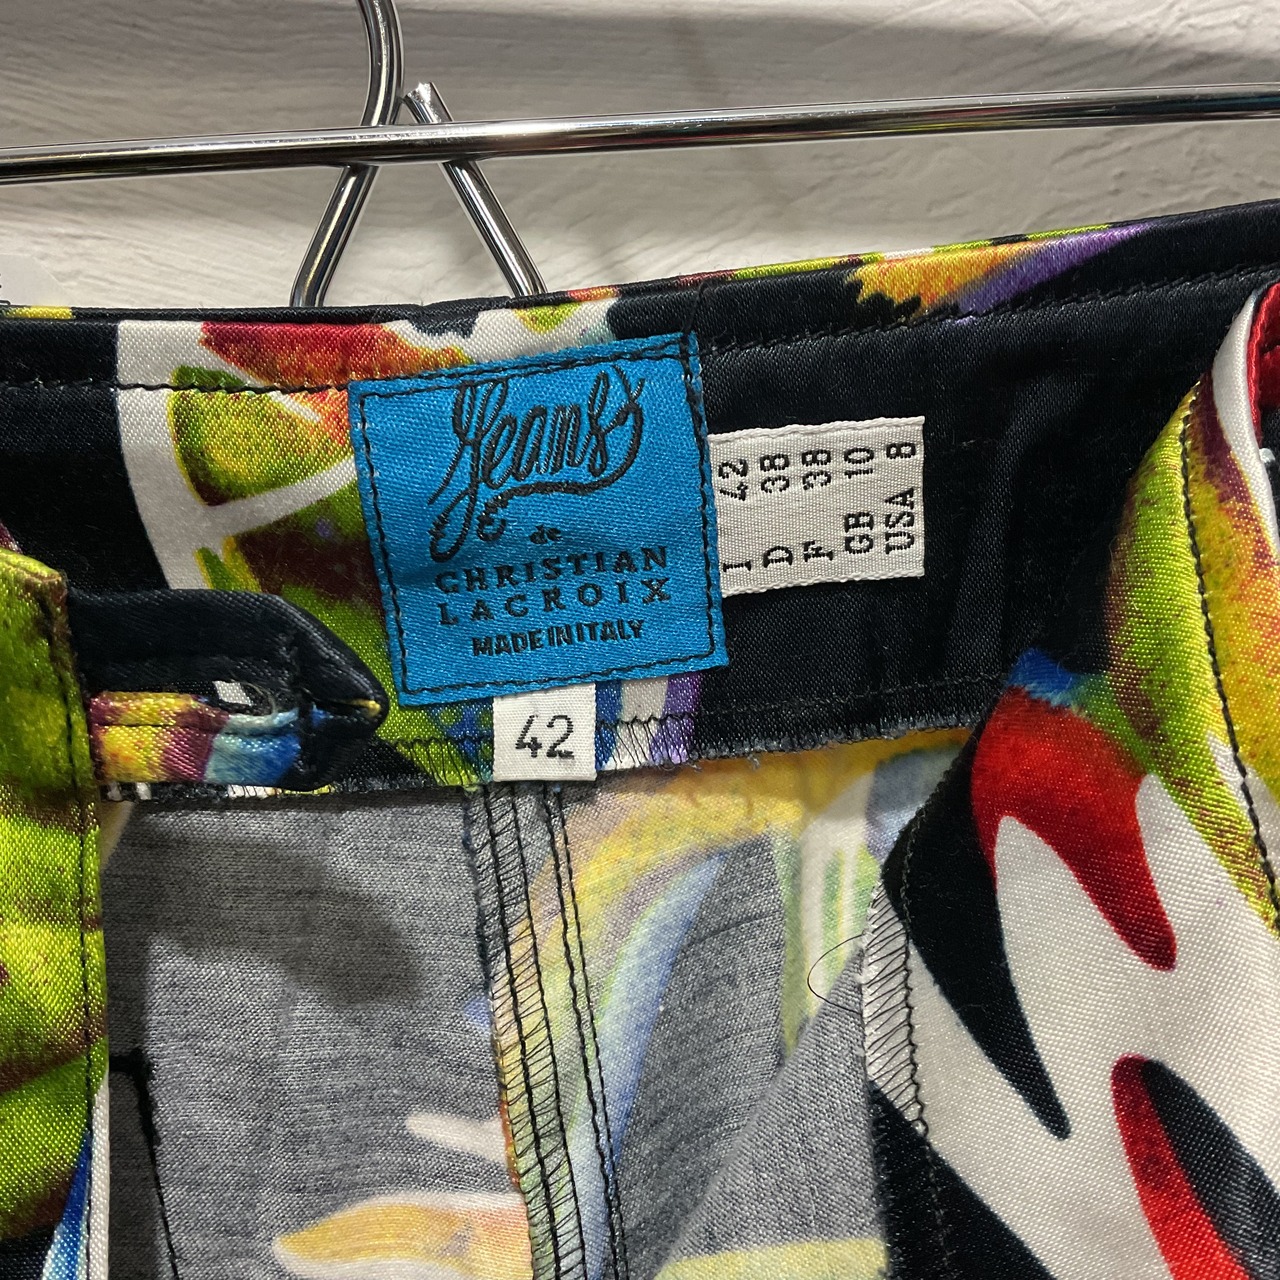 Jeans
de
CHRISTIAN
LACROIX
MADE IN ITALY
42
I 42
D 38
F 38
GB 10
USA 8